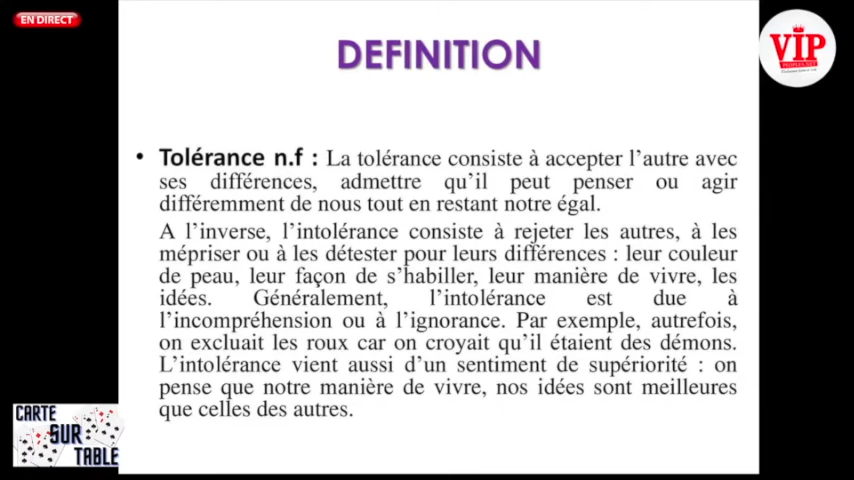 EN DIRECT
DEFINITION
VIP
PEOPLES.NET
• Tolérance n.f : La tolérance consiste à accepter l’autre avec
ses différences, admettre qu’il peut penser ou agir
différemment de nous tout en restant notre égal.
A l’inverse, l’intolérance consiste à rejeter les autres, à les
mépriser ou à les détester pour leurs différences : leur couleur
de peau, leur façon de s’habiller, leur manière de vivre, les
idées. Généralement, l’intolérance est due à
l’incompréhension ou à l’ignorance. Par exemple, autrefois,
on excluait les roux car on croyait qu’il étaient des démons.
L’intolérance vient aussi d’un sentiment de supériorité : on
pense que notre manière de vivre, nos idées sont meilleures
que celles des autres.
CARTE
SUR
TABLE